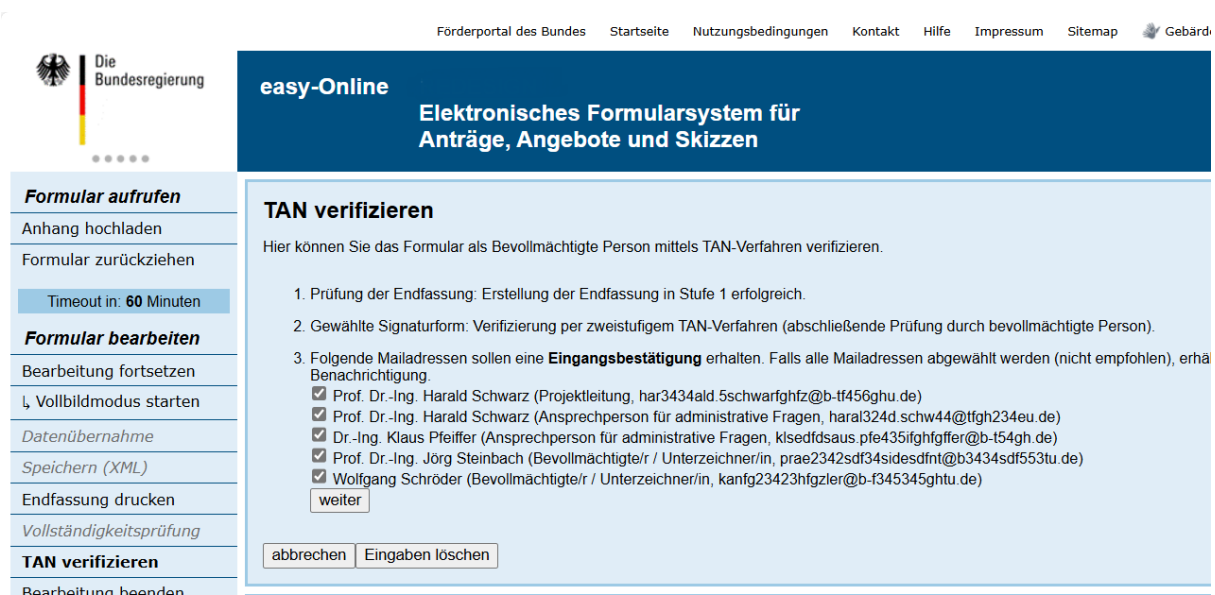 Förderportal des Bundes Startseite Nutzungsbedingungen Kontakt Hilfe Impressum Sitemap
Die
Bundesregierung
easy-Online
Elektronisches Formularsystem für
Anträge, Angebote und Skizzen
Formular aufrufen
Anhang hochladen
Formular zurückziehen
Timeout in: 60 Minuten
Formular bearbeiten
Bearbeitung fortsetzen
↳ Vollbildmodus starten
Datenübernahme
Speichern (XML)
Endfassung drucken
Vollständigkeitsprüfung
TAN verifizieren
Bearbeitung beenden
TAN verifizieren
Hier können Sie das Formular als Bevollmächtigte Person mittels TAN-Verfahren verifizieren.
1. Prüfung der Endfassung: Erstellung der Endfassung in Stufe 1 erfolgreich.
2. Gewählte Signaturform: Verifizierung per zweistufigem TAN-Verfahren (abschließende Prüfung durch bevollmächtigte Person).
3. Folgende Mailadressen sollen eine Eingangsbestätigung erhalten. Falls alle Mailadressen abgewählt werden (nicht empfohlen),
Benachrichtigung.
Prof. Dr.-Ing. Harald Schwarz (Projektleitung, har3434ald.5schwarfghfz@b-tf456ghu.de)
Prof. Dr.-Ing. Harald Schwarz (Ansprechperson für administrative Fragen, haral324d.schw44@tfgh234eu.de)
Dr.-Ing. Klaus Pfeiffer (Ansprechperson für administrative Fragen, klsedfdsaus.pfe435ifghfgffer@b-t54gh.de)
Prof. Dr.-Ing. Jörg Steinbach (Bevollmächtigte/r / Unterzeichner/in, prae2342sdf34sidesdfnt@b3434sdf553tu.de)
Wolfgang Schröder (Bevollmächtigte/r / Unterzeichner/in, kanfg23423hfgzler@b-f345345ghtu.de)
weiter
abbrechen Eingaben löschen